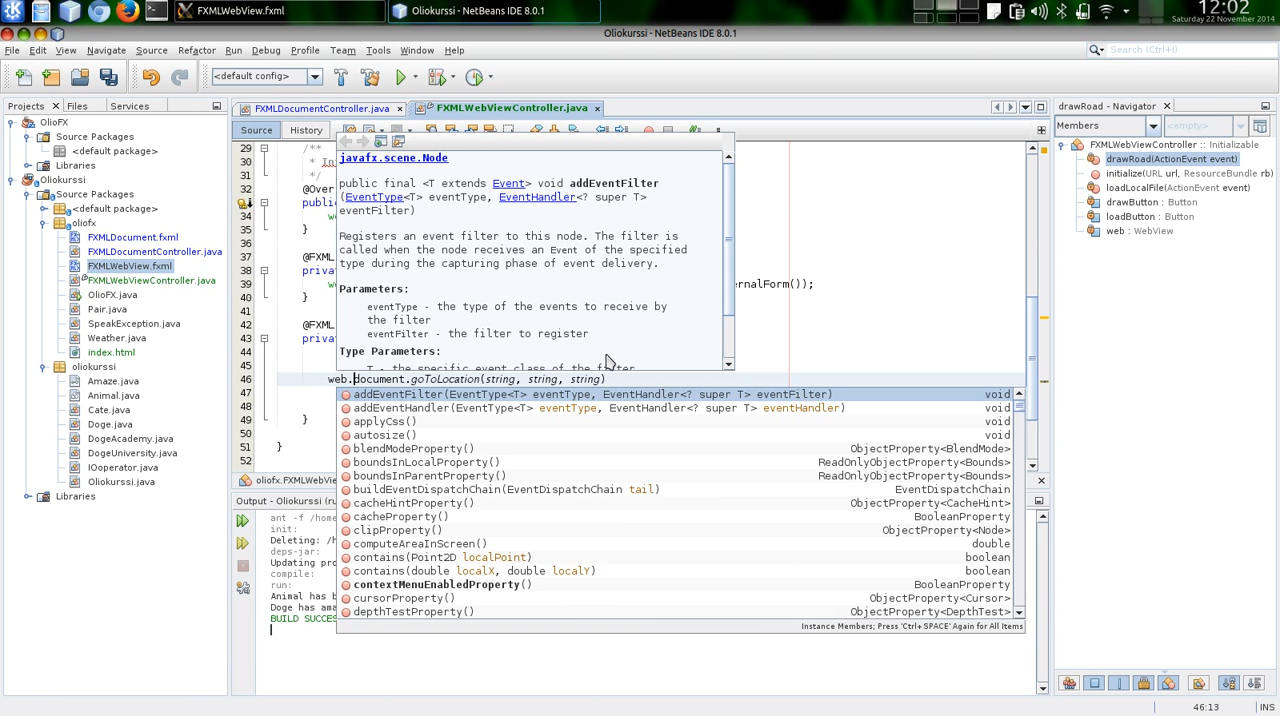 FXMLWebView.fxml
Oliokurssi - NetBeans IDE 8.0.1
12:02
Saturday 22 November 2014
Oliokurssi - NetBeans IDE 8.0.1
File Edit View Navigate Source Refactor Run Debug Profile Team Tools Window Help
Search (Ctrl+I)
<default config>
Projects Files Services
FXMLDocumentController.java FXMLWebViewController.java
drawRoad - Navigator
Source History
Members <empty>
OlioFX
Source Packages
<default package>
Libraries
Oliokurssi
Source Packages
<default package>
oliofx
FXMLDocument.fxml
FXMLDocumentController.java
FXMLWebView.fxml
FXMLWebViewController.java
OlioFX.java
Pair.java
SpeakException.java
Weather.java
index.html
oliokurssi
Amaze.java
Animal.java
Cate.java
Doge.java
DogeAcademy.java
DogeUniversity.java
IOoperator.java
Oliokurssi.java
Libraries
29 /**
30 * In
31 */
32 @Over
publi
34 w
35 }
36
37 @FXM
38 private
39 w ernalForm());
40 }
41
42 @FXM
43 private
44
45
46 web.document.goToLocation(string, string, string)
47
48
49 }
50
51 }
52
javafx.scene.Node
public final <T extends Event> void addEventFilter
(EventType<T> eventType, EventHandler<? super T>
eventFilter)
Registers an event filter to this node. The filter is
called when the node receives an Event of the specified
type during the capturing phase of event delivery.
Parameters:
eventType - the type of the events to receive by
the filter
eventFilter - the filter to register
Type Parameters:
T - the specific event class of the filter
addEventFilter(EventType<T> eventType, EventHandler<? super T> eventFilter) void
addEventHandler(EventType<T> eventType, EventHandler<? super T> eventHandler) void
applyCss() void
autosize() void
blendModeProperty() ObjectProperty<BlendMode>
boundsInLocalProperty() ReadOnlyObjectProperty<Bounds>
boundsInParentProperty() ReadOnlyObjectProperty<Bounds>
buildEventDispatchChain(EventDispatchChain tail) EventDispatchChain
cacheHintProperty() ObjectProperty<CacheHint>
cacheProperty() BooleanProperty
clipProperty() ObjectProperty<Node>
computeAreaInScreen() double
contains(Point2D localPoint) boolean
contains(double localX, double localY) boolean
contextMenuEnabledProperty() BooleanProperty
cursorProperty() ObjectProperty<Cursor>
depthTestProperty() ObjectProperty<DepthTest>
Instance Members; Press 'Ctrl+SPACE' Again for All Items
oliofx.FXMLWebVie
Output - Oliokurssi (ru
ant -f /home
init:
Deleting: /h
deps-jar:
Updating pro
compile:
run:
Animal has b
Doge has ama
BUILD SUCCES
FXMLWebViewController :: Initializable
drawRoad(ActionEvent event)
initialize(URL url, ResourceBundle rb)
loadLocalFile(ActionEvent event)
drawButton : Button
loadButton : Button
web : WebView
46:13 INS